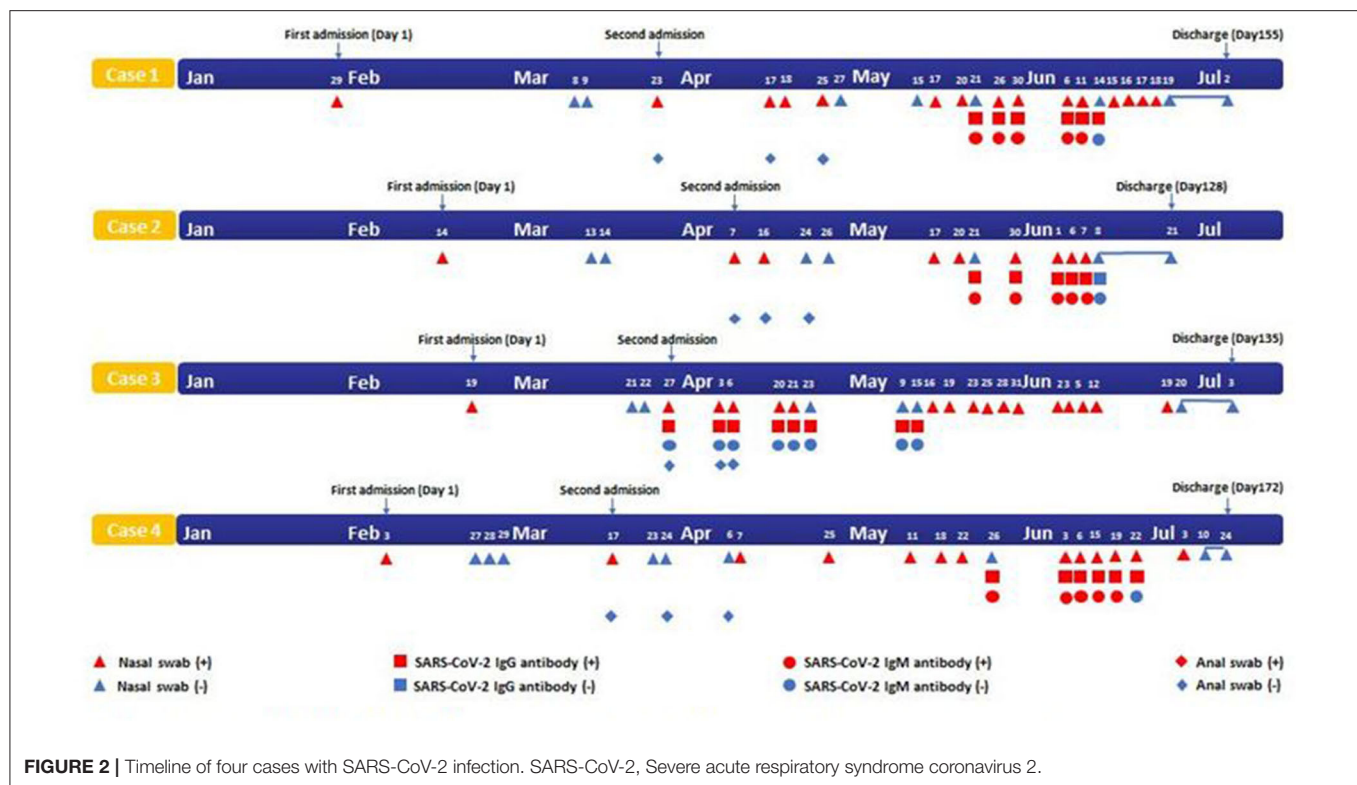 First admission (Day 1) Second admission Discharge (Day155)
Case 1 Jan 29 Feb Mar 8 9 23 Apr 17 18 25 27 May 15 17 20 21 26 30 Jun 6 11 14 15 16 17 18 19 Jul 2
First admission (Day 1) Second admission Discharge (Day128)
Case 2 Jan Feb 14 Mar 13 14 Apr 7 16 24 26 May 17 20 21 30 Jun 1 6 7 8 21 Jul
First admission (Day 1) Second admission Discharge (Day135)
Case 3 Jan Feb 19 Mar 21 22 27 Apr 3 6 20 21 23 May 9 15 16 19 23 25 28 31 Jun 2 3 5 12 19 20 Jul 3
First admission (Day 1) Second admission Discharge (Day172)
Case 4 Jan Feb 3 27 28 29 Mar 17 23 24 Apr 6 7 25 May 11 18 22 26 Jun 3 6 15 19 22 Jul 3 10 24
Nasal swab (+) SARS-CoV-2 IgG antibody (+) SARS-CoV-2 IgM antibody (+) Anal swab (+)
Nasal swab (-) SARS-CoV-2 IgG antibody (-) SARS-CoV-2 IgM antibody (-) Anal swab (-)
FIGURE 2 | Timeline of four cases with SARS-CoV-2 infection. SARS-CoV-2, Severe acute respiratory syndrome coronavirus 2.